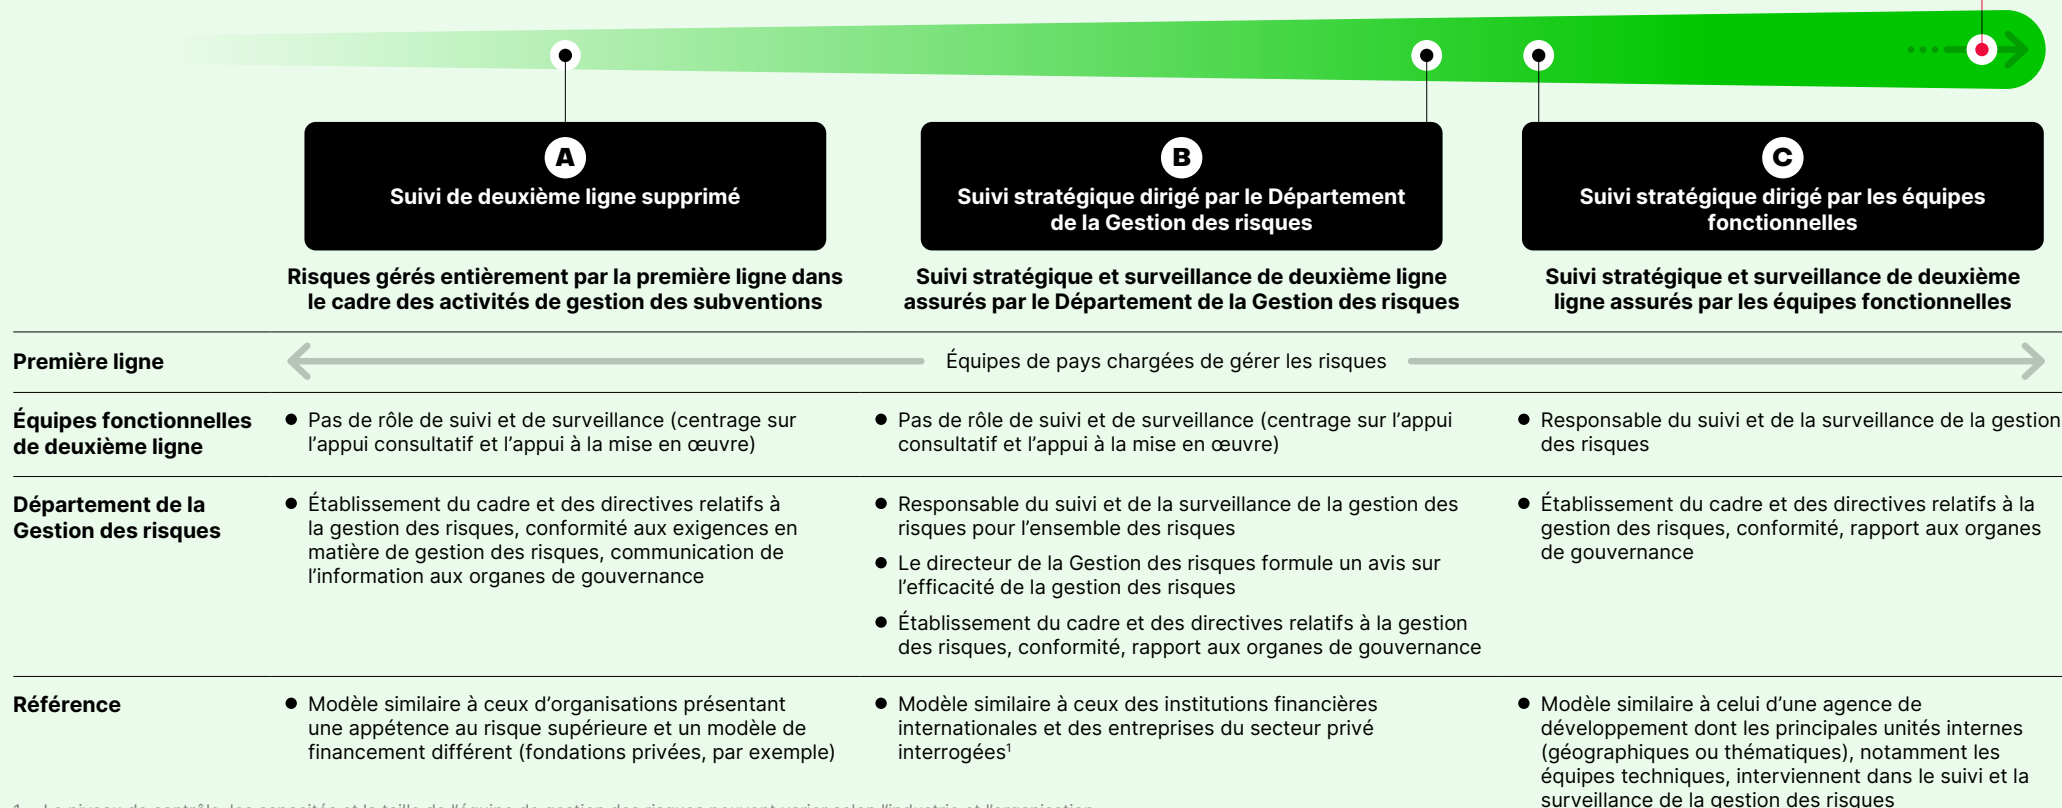 A
Suivi de deuxième ligne supprimé
B
Suivi stratégique dirigé par le Département
de la Gestion des risques
C
Suivi stratégique dirigé par les équipes
fonctionnelles
Risques gérés entièrement par la première ligne dans
le cadre des activités de gestion des subventions
Suivi stratégique et surveillance de deuxième ligne
assurés par le Département de la Gestion des risques
Suivi stratégique et surveillance de deuxième
ligne assurés par les équipes fonctionnelles
Première ligne
Équipes de pays chargées de gérer les risques
Équipes fonctionnelles
de deuxième ligne
● Pas de rôle de suivi et de surveillance (centrage sur
l’appui consultatif et l’appui à la mise en œuvre)
● Pas de rôle de suivi et de surveillance (centrage sur l’appui
consultatif et l’appui à la mise en œuvre)
● Responsable du suivi et de la surveillance de la gestion
des risques
Département de la
Gestion des risques
● Établissement du cadre et des directives relatifs à
la gestion des risques, conformité aux exigences en
matière de gestion des risques, communication de
l’information aux organes de gouvernance
● Responsable du suivi et de la surveillance de la gestion des
risques pour l’ensemble des risques
● Le directeur de la Gestion des risques formule un avis sur
l’efficacité de la gestion des risques
● Établissement du cadre et des directives relatifs à la gestion
des risques, conformité, rapport aux organes de gouvernance
● Établissement du cadre et des directives relatifs à la
gestion des risques, conformité, rapport aux organes
de gouvernance
Référence
● Modèle similaire à ceux d’organisations présentant
une appétence au risque supérieure et un modèle de
financement différent (fondations privées, par exemple)
● Modèle similaire à ceux des institutions financières
internationales et des entreprises du secteur privé
interrogées¹
● Modèle similaire à celui d’une agence de
développement dont les principales unités internes
(géographiques ou thématiques), notamment les
équipes techniques, interviennent dans le suivi et la
surveillance de la gestion des risques